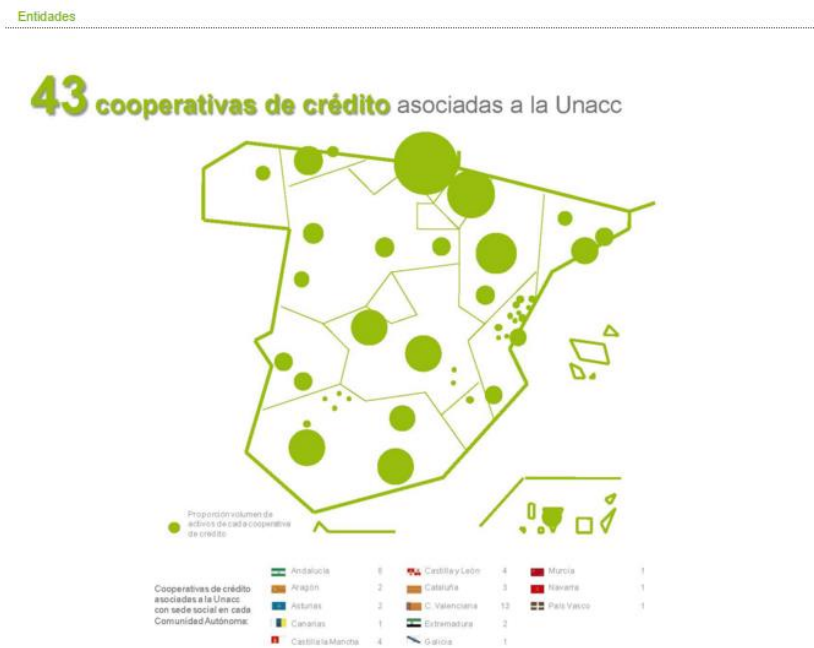 Entidades
43 cooperativas de crédito asociadas a la Unacc
Proporción volumen de
activos de cada cooperativa
de crédito
Cooperativas de crédito
asociadas a la Unacc
con sede social en cada
Comunidad Autónoma:
Andalucía
Aragón 2
Asturias 2
Canarias 1
Castilla la Mancha 4
Castilla y León 4
Cataluña 3
C. Valenciana 13
Extremadura 2
Galicia 1
Murcia 1
Navarra 1
País Vasco 1